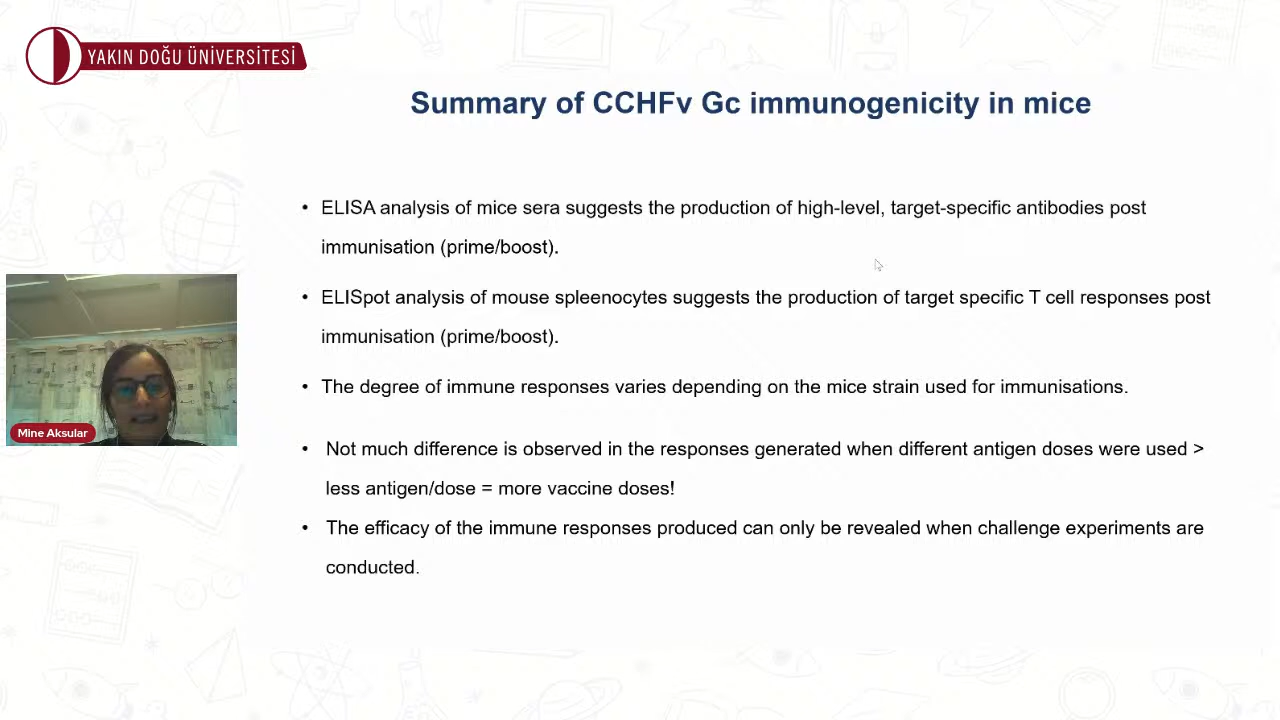 YAKIN DOĞU ÜNİVERSİTESİ
Summary of CCHFv Gc immunogenicity in mice
• ELISA analysis of mice sera suggests the production of high-level, target-specific antibodies post
immunisation (prime/boost).
• ELISpot analysis of mouse spleenocytes suggests the production of target specific T cell responses post
immunisation (prime/boost).
• The degree of immune responses varies depending on the mice strain used for immunisations.
• Not much difference is observed in the responses generated when different antigen doses were used >
less antigen/dose = more vaccine doses!
• The efficacy of the immune responses produced can only be revealed when challenge experiments are
conducted.
Mine Aksular